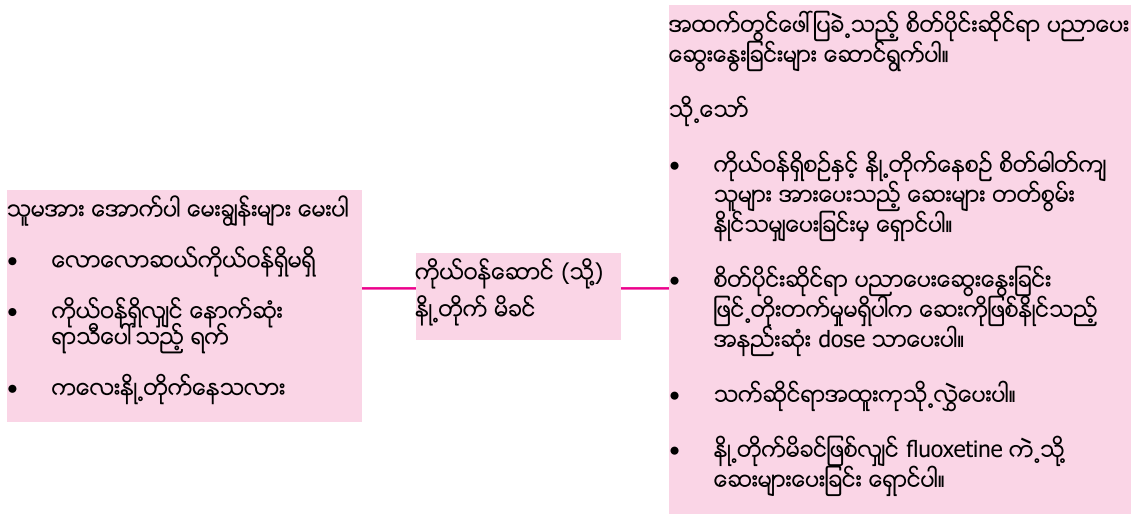 သူမအား အောက်ပါ မေးချွန်းများ မေးပါ
• လောလောဆယ်ကိုယ်ဝန်ရှိမရှိ
• ကိုယ်ဝန်ရှိလျှင် နောက်ဆုံး
ရာသီပေါ်သည့် ရက်
• ကလေးနို့တိုက်နေသလား
ကိုယ်ဝန်ဆောင် (သို့)
နို့တိုက် မိခင်
အထက်တွင်ဖေါ်ပြခဲ့သည့် စိတ်ပိုင်းဆိုင်ရာ ပညာပေး
ဆွေးနွေးခြင်းများ ဆောင်ရွက်ပါ။
သို့သော်
• ကိုယ်ဝန်ရှိစဉ်နှင့် နို့တိုက်နေစဉ် စိတ်ဓါတ်ကျ
သူများ အားပေးသည့် ဆေးများ တတ်စွမ်း
နိုင်သမျှပေးခြင်းမှ ရှောင်ပါ။
• စိတ်ပိုင်းဆိုင်ရာ ပညာပေးဆွေးနွေးခြင်း
ဖြင့်တိုးတက်မှုမရှိပါက ဆေးကိုဖြစ်နိုင်သည့်
အနည်းဆုံး dose သာပေးပါ။
• သက်ဆိုင်ရာအထူးကုသို့လွှဲပေးပါ။
• နို့တိုက်မိခင်ဖြစ်လျှင် fluoxetine ကဲ့သို့
ဆေးများပေးခြင်း ရှောင်ပါ။